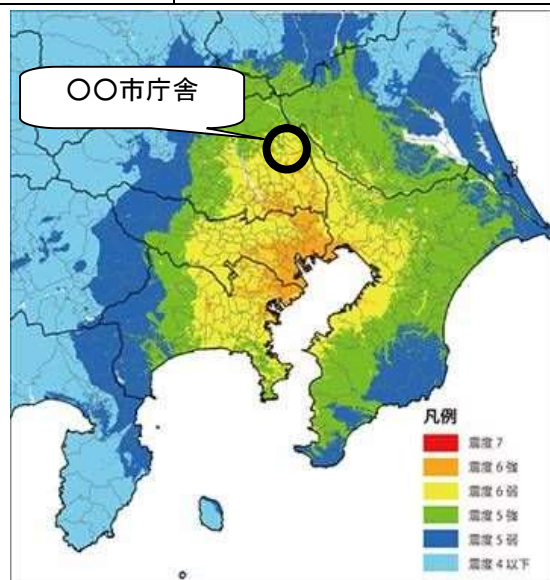 〇〇市庁舎
凡例
震度 7
震度 6 強
震度 6 弱
震度 5 強
震度 5 弱
震度 4 以下